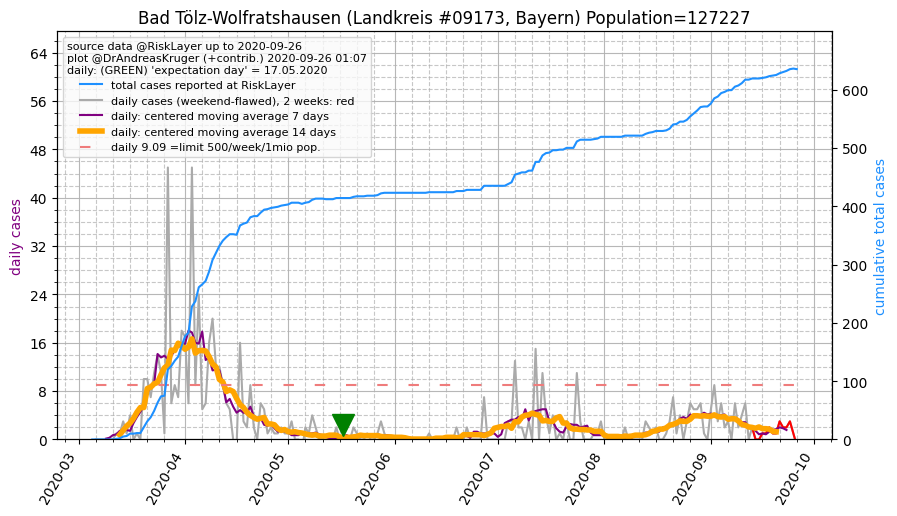 Bad Tölz-Wolfratshausen (Landkreis #09173, Bayern) Population=127227
source data @RiskLayer up to 2020-09-26
plot @DrAndreasKruger (+contrib.) 2020-09-26 01:07
daily: (GREEN) 'expectation day' = 17.05.2020
total cases reported at RiskLayer
daily cases (weekend-flawed), 2 weeks: red
daily: centered moving average 7 days
daily: centered moving average 14 days
daily 9.09 =limit 500/week/1mio pop.
daily cases
64
56
48
40
32
24
16
8
0
600
500
400
300
200
100
0
cumulative total cases
2020-03
2020-04
2020-05
2020-06
2020-07
2020-08
2020-09
2020-10